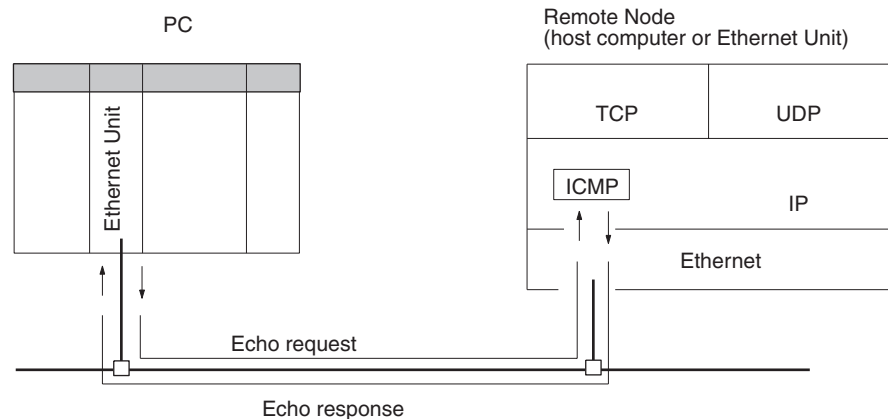 PC
Remote Node
(host computer or Ethernet Unit)
Ethernet Unit
TCP
UDP
ICMP
IP
Ethernet
Echo request
Echo response